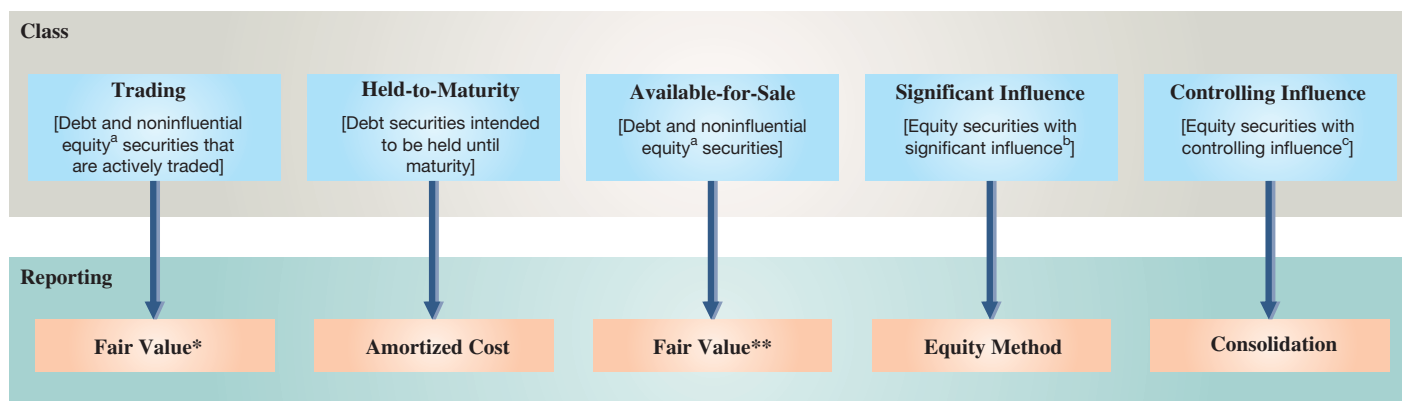 Class
Trading
[Debt and noninfluential
equity^a securities that
are actively traded]
Held-to-Maturity
[Debt securities intended
to be held until
maturity]
Available-for-Sale
[Debt and noninfluential
equity^a securities]
Significant Influence
[Equity securities with
significant influence^b]
Controlling Influence
[Equity securities with
controlling influence^c]
Reporting
Fair Value*
Amortized Cost
Fair Value**
Equity Method
Consolidation